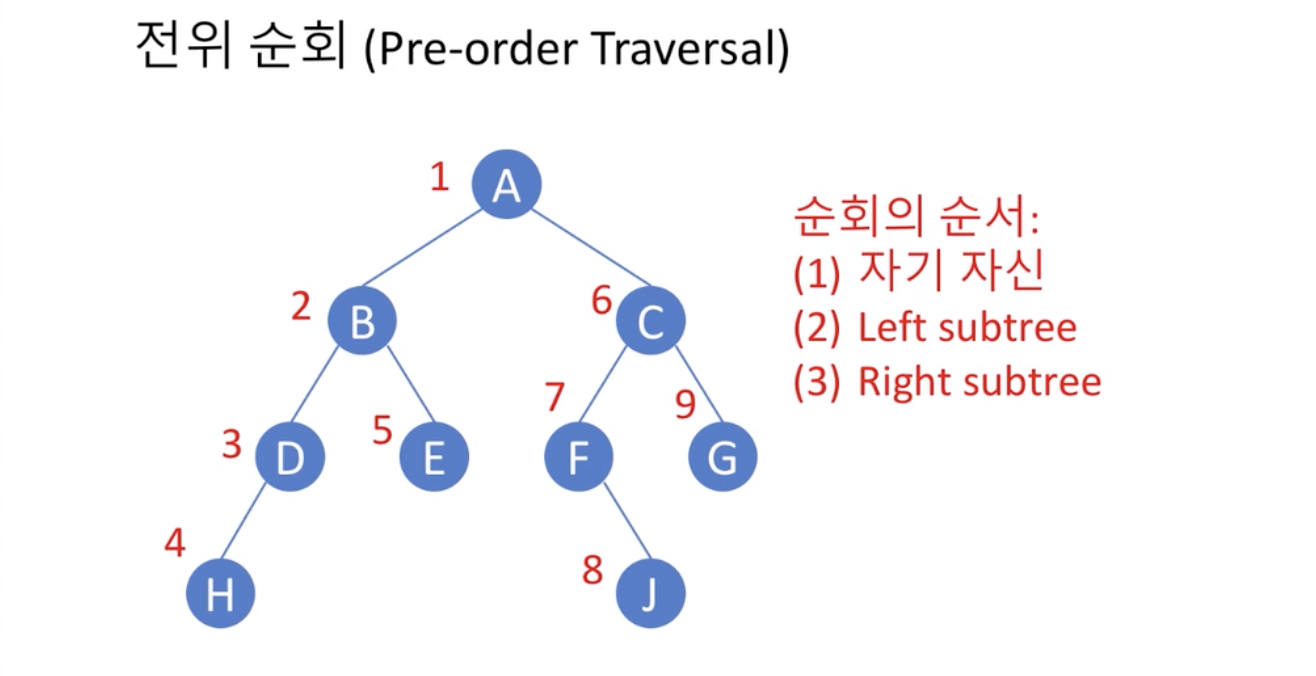 전위 순회 (Pre-order Traversal)
1 A
순회의 순서:
(1) 자기 자신
2 B
6 C
(2) Left subtree
(3) Right subtree
3 D
5 E
7 F
9 G
4 H
8 J